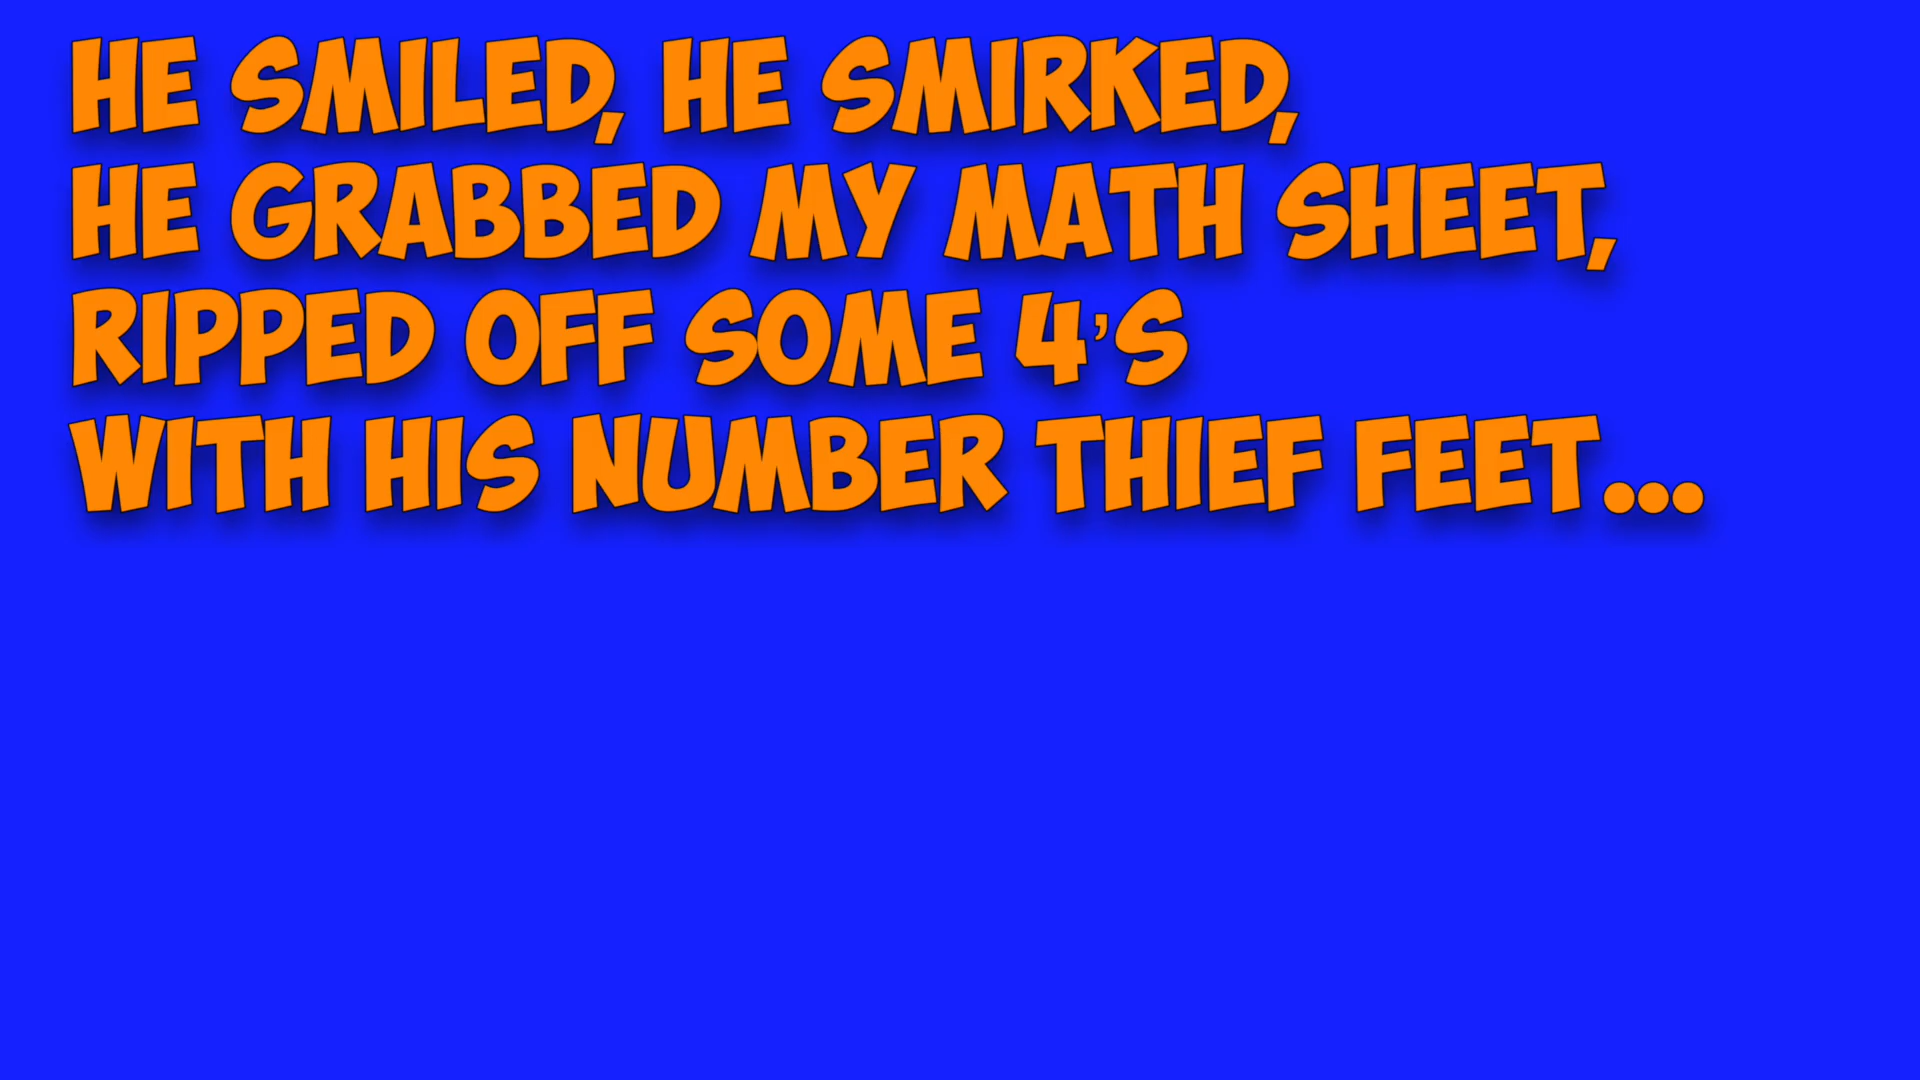 HE SMILED, HE SMIRKED,
HE GRABBED MY MATH SHEET,
RIPPED OFF SOME 4'S
WITH HIS NUMBER THIEF FEET...